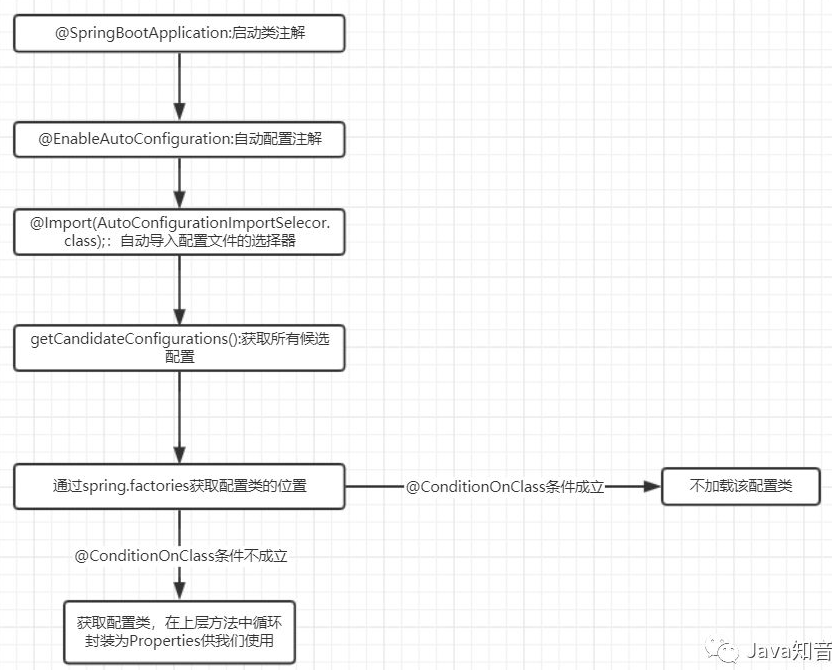 @SpringBootApplication:启动类注解
@EnableAutoConfiguration:自动配置注解
@Import(AutoConfigurationImportSelecor.
class);：自动导入配置文件的选择器
getCandidateConfigurations():获取所有候选
配置
通过spring.factories获取配置类的位置
@ConditionOnClass条件成立
不加载该配置类
@ConditionOnClass条件不成立
获取配置类，在上层方法中循环
封装为Properties供我们使用
Java知音